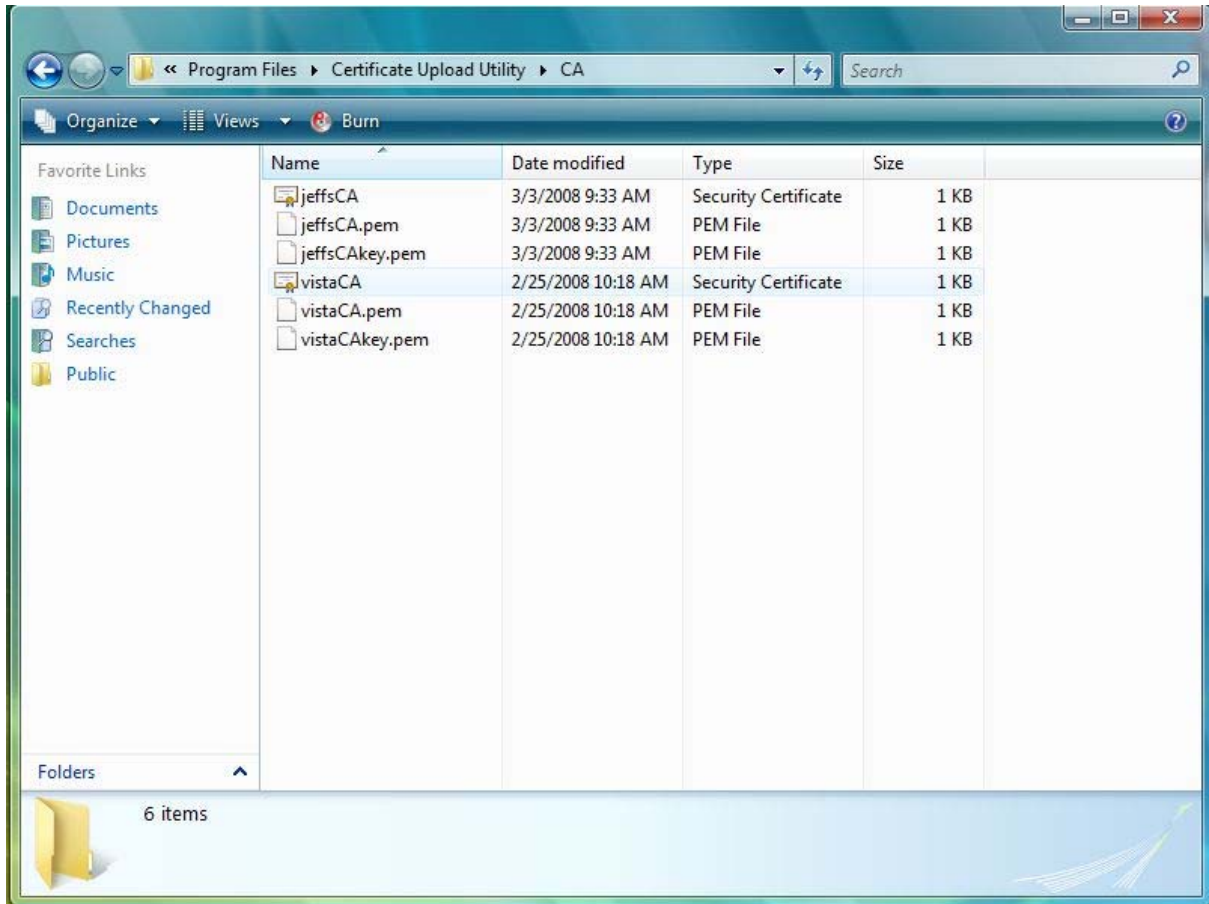 « Program Files ▸ Certificate Upload Utility ▸ CA
Search
Organize Views Burn
Favorite Links
Documents
Pictures
Music
Recently Changed
Searches
Public
Folders
Name Date modified Type Size
jeffsCA 3/3/2008 9:33 AM Security Certificate 1 KB
jeffsCA.pem 3/3/2008 9:33 AM PEM File 1 KB
jeffsCAkey.pem 3/3/2008 9:33 AM PEM File 1 KB
vistaCA 2/25/2008 10:18 AM Security Certificate 1 KB
vistaCA.pem 2/25/2008 10:18 AM PEM File 1 KB
vistaCAkey.pem 2/25/2008 10:18 AM PEM File 1 KB
6 items